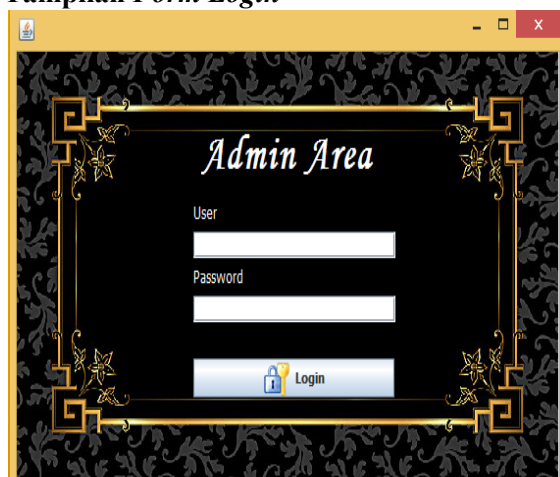 Tampilan Form Login
Admin Area
User
Password
Login